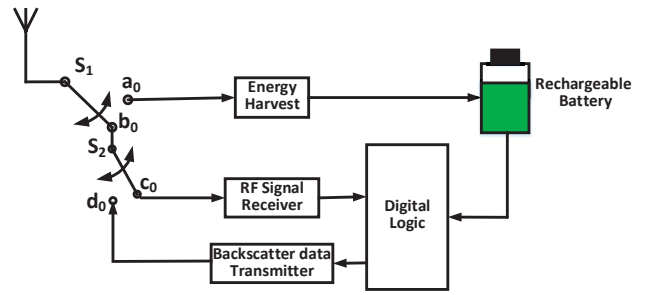 S1
a0
Energy
Harvest
Rechargeable
Battery
b0
S2
c0
d0
RF Signal
Receiver
Digital
Logic
Backscatter data
Transmitter